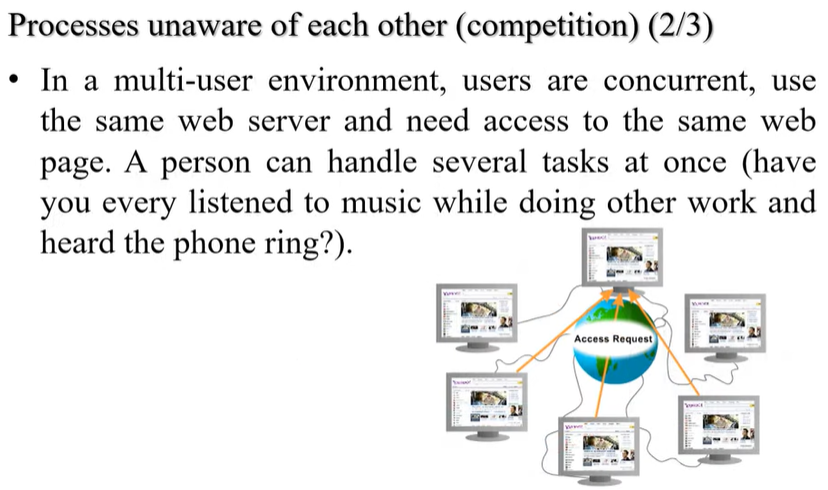 Processes unaware of each other (competition) (2/3)
• In a multi-user environment, users are concurrent, use
the same web server and need access to the same web
page. A person can handle several tasks at once (have
you every listened to music while doing other work and
heard the phone ring?).
Access Request